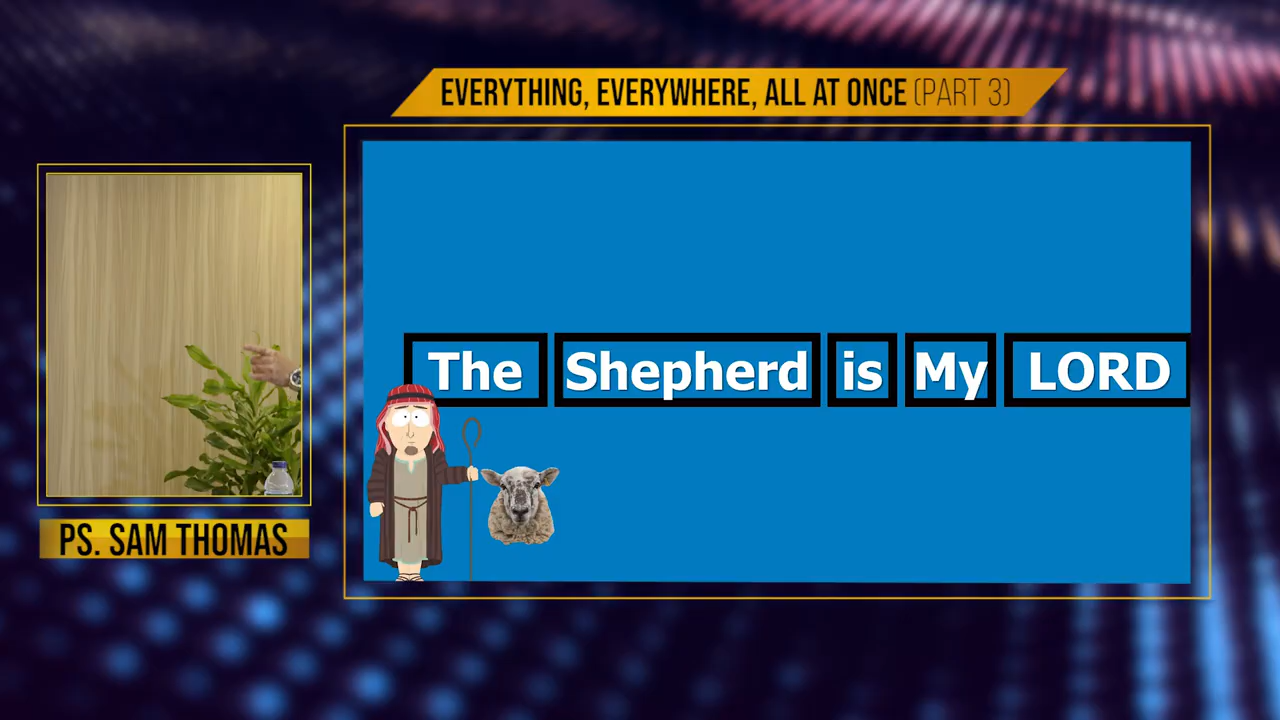 EVERYTHING, EVERYWHERE, ALL AT ONCE (PART 3)
The Shepherd is My LORD
PS. SAM THOMAS